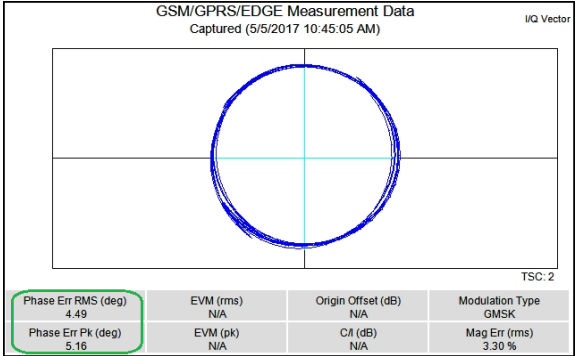 GSM/GPRS/EDGE Measurement Data
Captured (5/5/2017 10:45:05 AM)
I/Q Vector
TSC: 2
Phase Err RMS (deg)
4.49
EVM (rms)
N/A
Origin Offset (dB)
N/A
Modulation Type
GMSK
Phase Err Pk (deg)
5.16
EVM (pk)
N/A
C/I (dB)
N/A
Mag Err (rms)
3.30 %